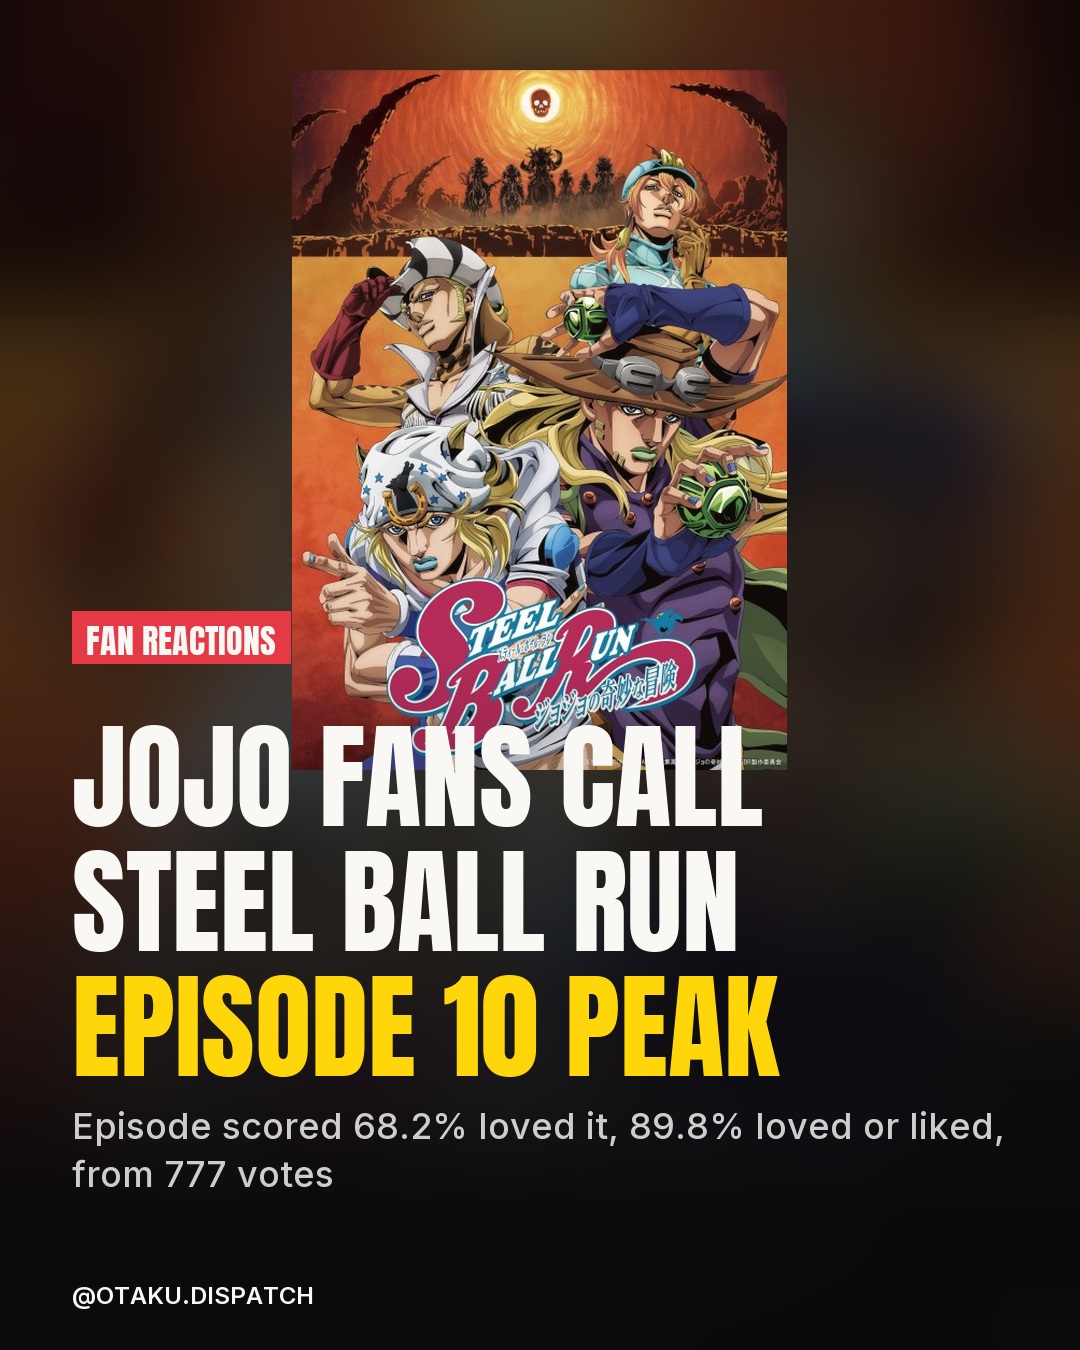 STEEL
BALL RUN
ジョジョの奇妙な冒険
FAN REACTIONS
JOJO FANS CALL
STEEL BALL RUN
EPISODE 10 PEAK
Episode scored 68.2% loved it, 89.8% loved or liked,
from 777 votes
@OTAKU.DISPATCH